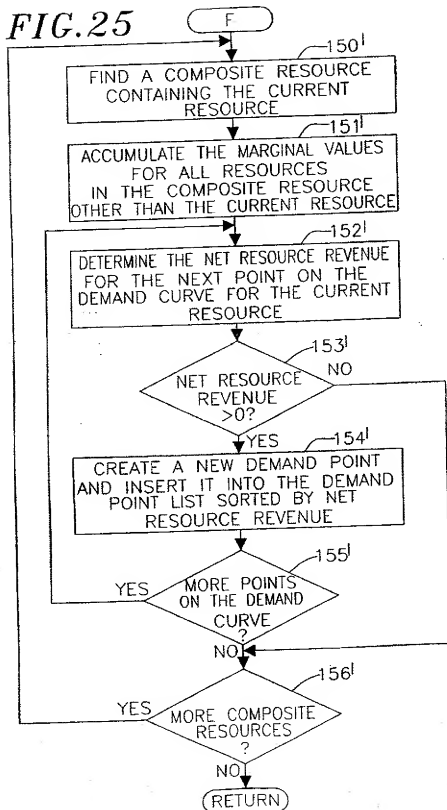 FIG.25
F
150'
FIND A COMPOSITE RESOURCE
CONTAINING THE CURRENT
RESOURCE
151'
ACCUMULATE THE MARGINAL VALUES
FOR ALL RESOURCES
IN THE COMPOSITE RESOURCE
OTHER THAN THE CURRENT RESOURCE
152'
DETERMINE THE NET RESOURCE REVENUE
FOR THE NEXT POINT ON THE
DEMAND CURVE FOR THE CURRENT
RESOURCE
153'
NET RESOURCE
REVENUE
>0?
NO
YES
154'
CREATE A NEW DEMAND POINT
AND INSERT IT INTO THE DEMAND
POINT LIST SORTED BY NET
RESOURCE REVENUE
155'
YES
MORE POINTS
ON THE DEMAND
CURVE
?
NO
156'
YES
MORE COMPOSITE
RESOURCES
?
NO
RETURN